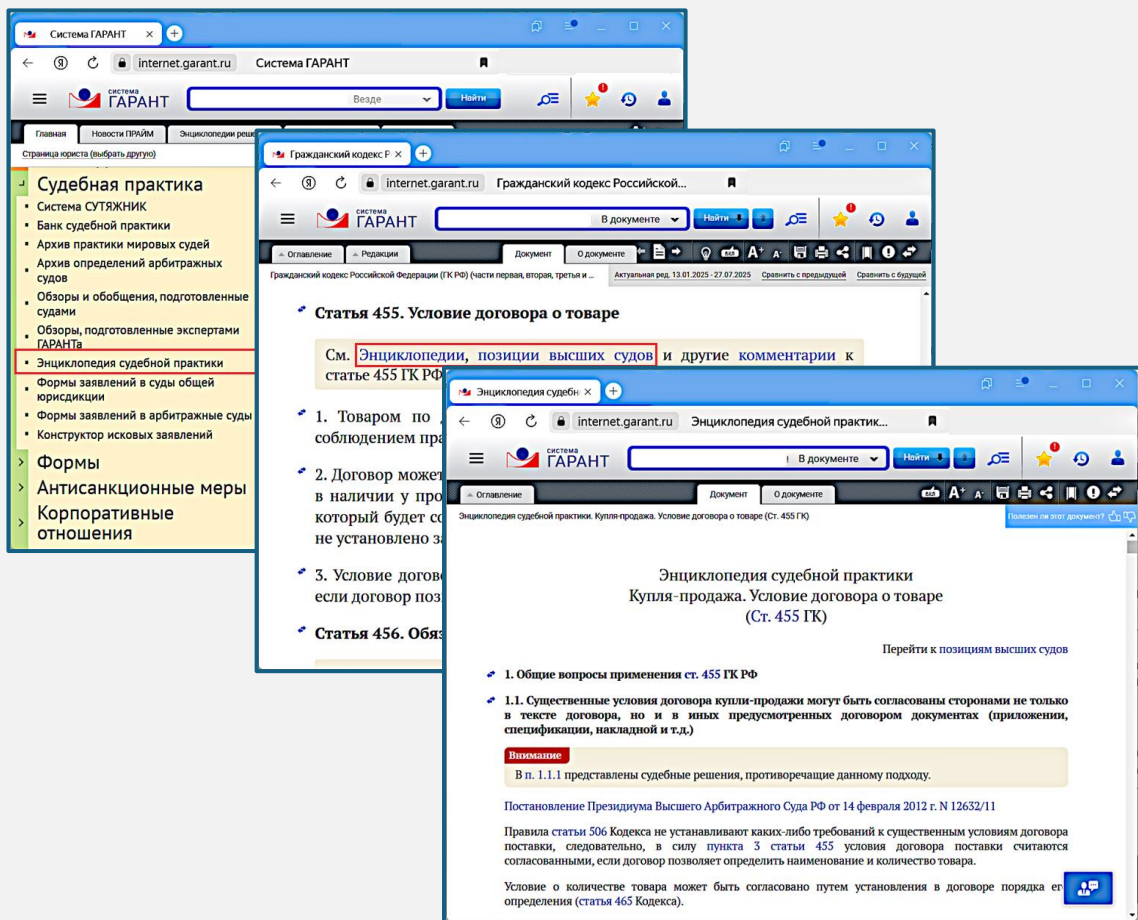 Система ГАРАНТ
internet.garant.ru Система ГАРАНТ
СИСТЕМА
ГАРАНТ
Везде
Найти
Главная
Новости ПРАЙМ
Энциклопедии
Страница юриста (выбрать другую)
Судебная практика
Система СУТЯЖНИК
Банк судебной практики
Архив практики мировых судей
Архив определений арбитражных
судов
Обзоры и обобщения, подготовленные
судами
Обзоры, подготовленные экспертами
ГАРАНТа
Энциклопедия судебной практики
Формы заявлений в суды общей
юрисдикции
Формы заявлений в арбитражные суды
Конструктор исковых заявлений
Формы
Антисанкционные меры
Корпоративные
отношения
Гражданский кодекс Р
internet.garant.ru Гражданский кодекс Российской...
СИСТЕМА
ГАРАНТ
В документе
Найти
Оглавление
Редакции
Документ
О документе
Гражданский кодекс Российской Федерации (ГК РФ) (части первая, вторая, третья и ...
Актуальная ред. 13.01.2025 - 27.07.2025
Сравнить с предыдущей
Сравнить с будущей
Статья 455. Условие договора о товаре
См. Энциклопедии, позиции высших судов и другие комментарии к
статье 455 ГК РФ
1. Товаром по
соблюдением пра
2. Договор может
в наличии у про
который будет со
не установлено з
3. Условие догов
если договор поз
Статья 456. Обяз
Энциклопедия судебн
internet.garant.ru Энциклопедия судебной практик...
СИСТЕМА
ГАРАНТ
В документе
Найти
Оглавление
Документ
О документе
Энциклопедия судебной практики. Купля-продажа. Условие договора о товаре (Ст. 455 ГК)
Полезен ли этот документ?
Энциклопедия судебной практики
Купля-продажа. Условие договора о товаре
(Ст. 455 ГК)
Перейти к позициям высших судов
1. Общие вопросы применения ст. 455 ГК РФ
1.1. Существенные условия договора купли-продажи могут быть согласованы сторонами не только
в тексте договора, но и в иных предусмотренных договором документах (приложении,
спецификации, накладной и т.д.)
Внимание
В п. 1.1.1 представлены судебные решения, противоречащие данному подходу.
Постановление Президиума Высшего Арбитражного Суда РФ от 14 февраля 2012 г. N 12632/11
Правила статьи 506 Кодекса не устанавливают каких-либо требований к существенным условиям договора
поставки, следовательно, в силу пункта 3 статьи 455 условия договора поставки считаются
согласованными, если договор позволяет определить наименование и количество товара.
Условие о количестве товара может быть согласовано путем установления в договоре порядка ег
определения (статья 465 Кодекса).